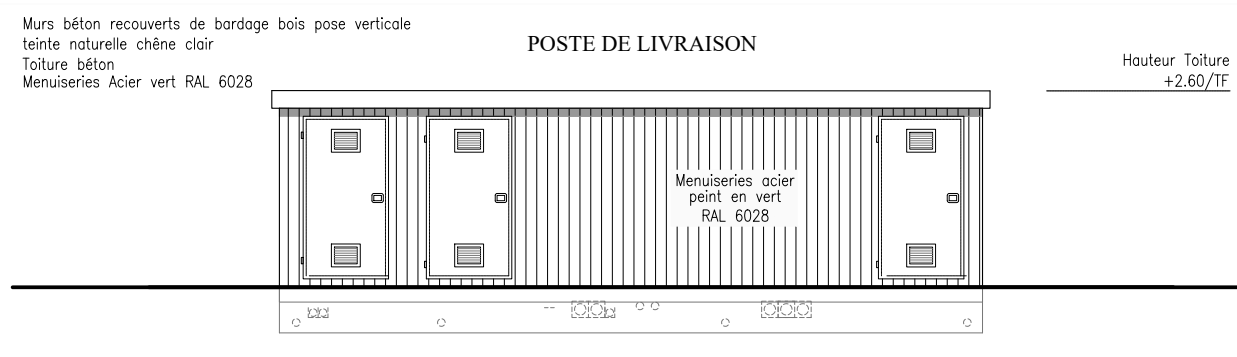 Murs béton recouverts de bardage bois pose verticale
teinte naturelle chêne clair
Toiture béton
Menuiseries Acier vert RAL 6028
POSTE DE LIVRAISON
Hauteur Toiture
+2.60/TF
Menuiseries acier
peint en vert
RAL 6028